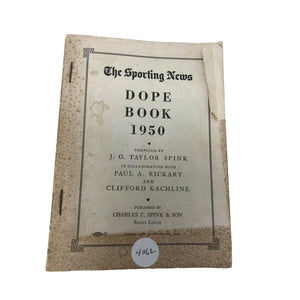 The Sporting News
DOPE
BOOK
1950
COMPILED BY
J. G. TAYLOR SPINK
IN COLLABORATION WITH
PAUL A. RICKART
AND
CLIFFORD KACHLINE
PUBLISHED BY
CHARLES C. SPINK & SON
SAINT LOUIS
4062